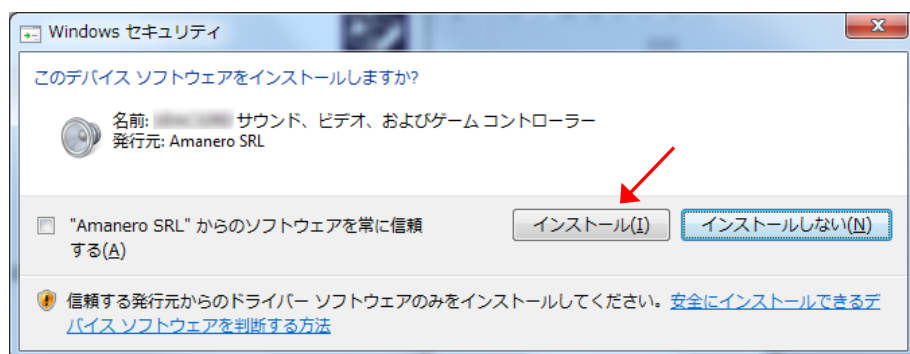 Windows セキュリティ
このデバイス ソフトウェアをインストールしますか?
名前: サウンド、ビデオ、およびゲーム コントローラー
発行元: Amanero SRL
"Amanero SRL" からのソフトウェアを常に信頼
する(A)
インストール(I)
インストールしない(N)
信頼する発行元からのドライバー ソフトウェアのみをインストールしてください。安全にインストールできるデ
バイス ソフトウェアを判断する方法